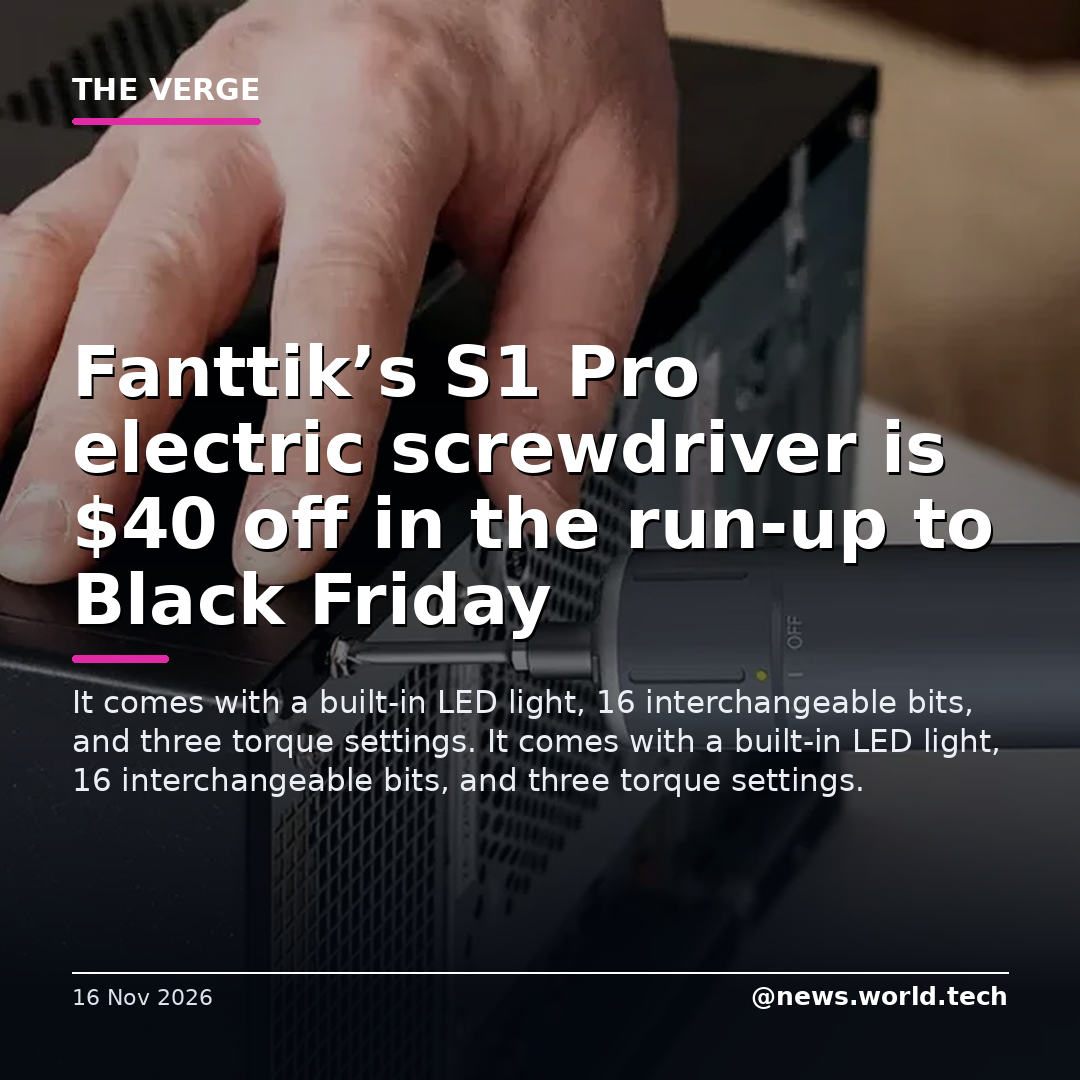 THE VERGE
Fanttik’s S1 Pro
electric screwdriver is
$40 off in the run-up to
Black Friday
OFF
It comes with a built-in LED light, 16 interchangeable bits,
and three torque settings. It comes with a built-in LED light,
16 interchangeable bits, and three torque settings.
16 Nov 2026
@news.world.tech